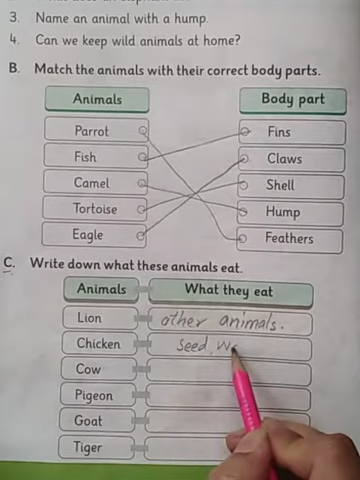 3. Name an animal with a hump.
4. Can we keep wild animals at home?
B. Match the animals with their correct body parts.
Animals Body part
Parrot Fins
Fish Claws
Camel Shell
Tortoise Hump
Eagle Feathers
C. Write down what these animals eat.
Animals What they eat
Lion other animals.
Chicken seed,
Cow
Pigeon
Goat
Tiger